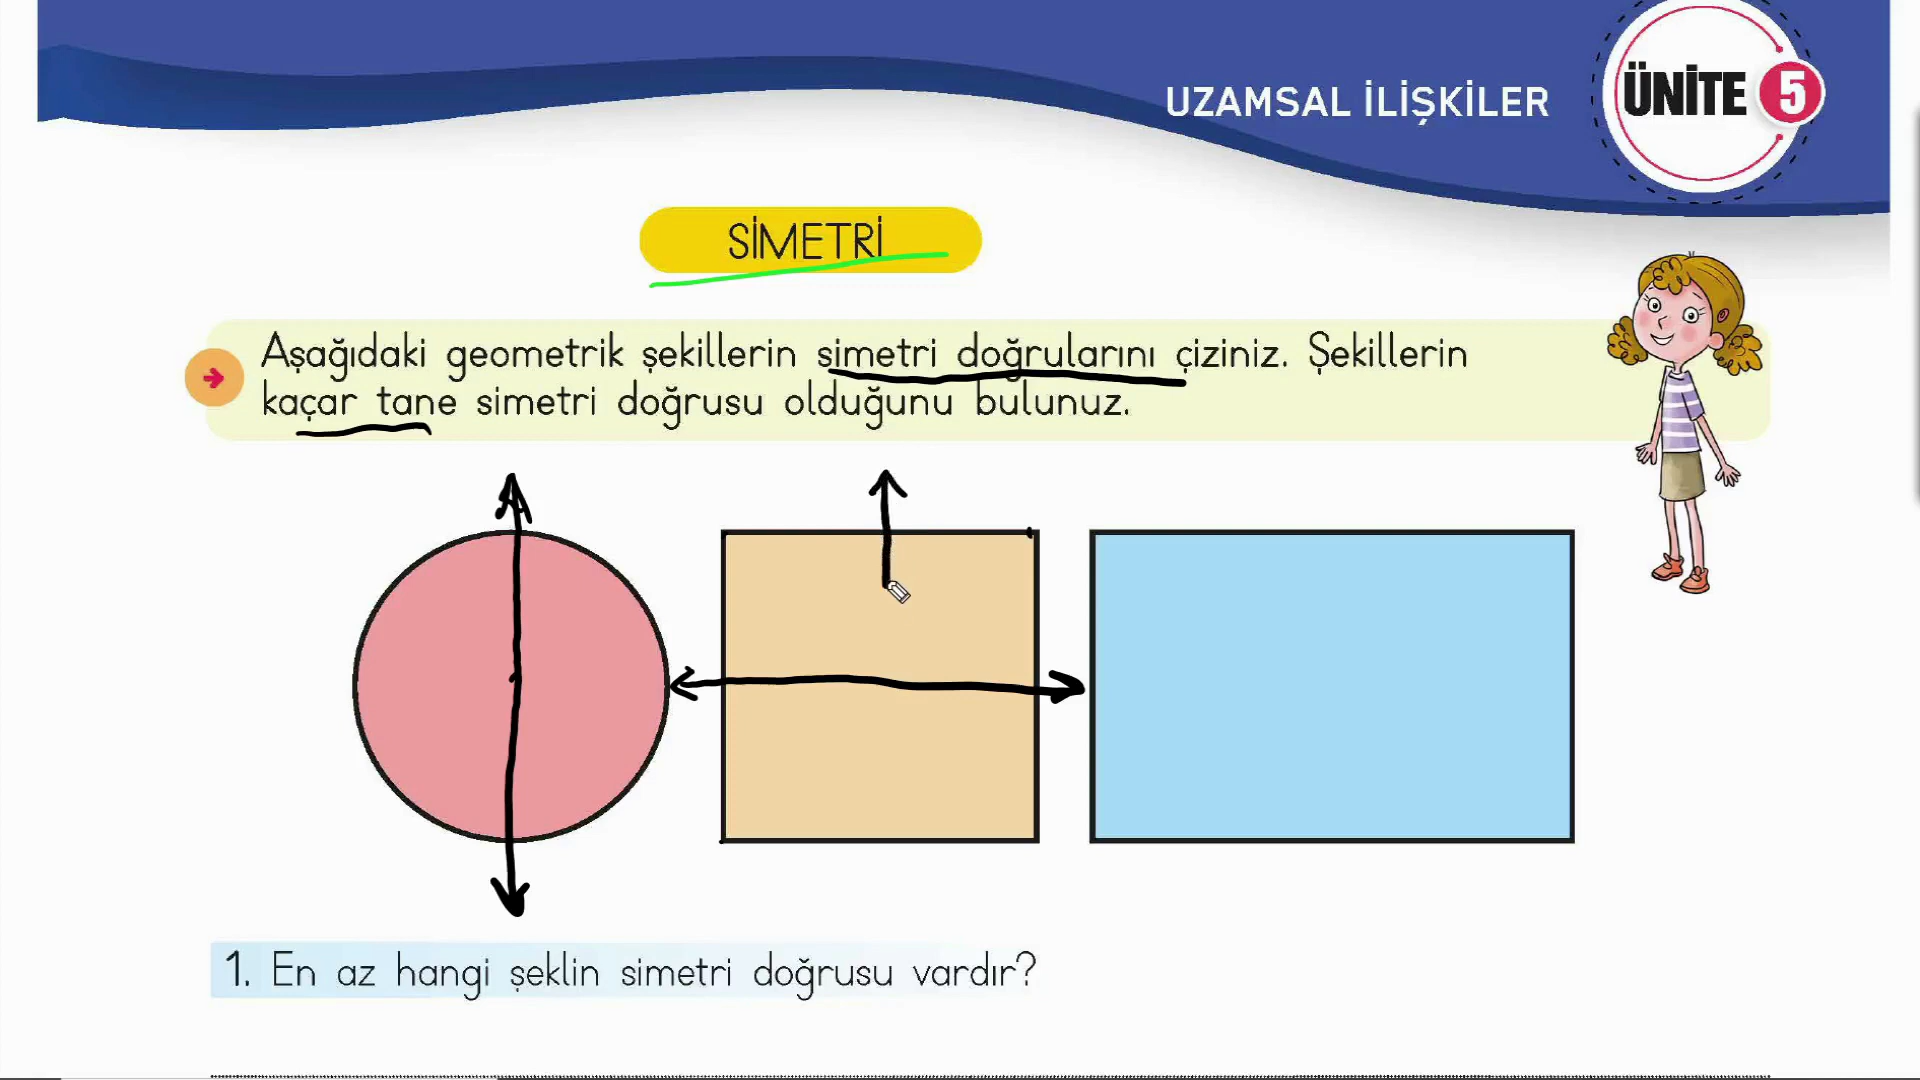 UZAMSAL İLİŞKİLER
ÜNİTE 5
SİMETRİ
Aşağıdaki geometrik şekillerin simetri doğrularını çiziniz. Şekillerin
kaçar tane simetri doğrusu olduğunu bulunuz.
1. En az hangi şeklin simetri doğrusu vardır?